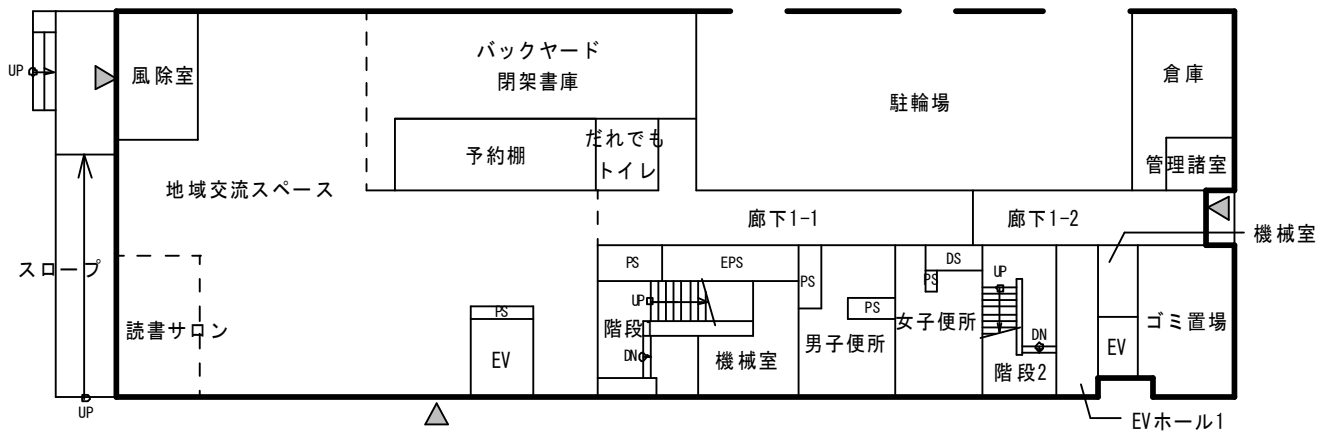 バックヤード
閉架書庫
UP
風除室
倉庫
駐輪場
だれでも
トイレ
予約棚
管理諸室
地域交流スペース
廊下1-1
廊下1-2
機械室
スロープ
PS
EPS
DS
PS
PS
UP
UP
PS
PS
読書サロン
階段
女子便所
ゴミ置場
男子便所
DN
EV
DN
機械室
EV
階段2
UP
EVホール1